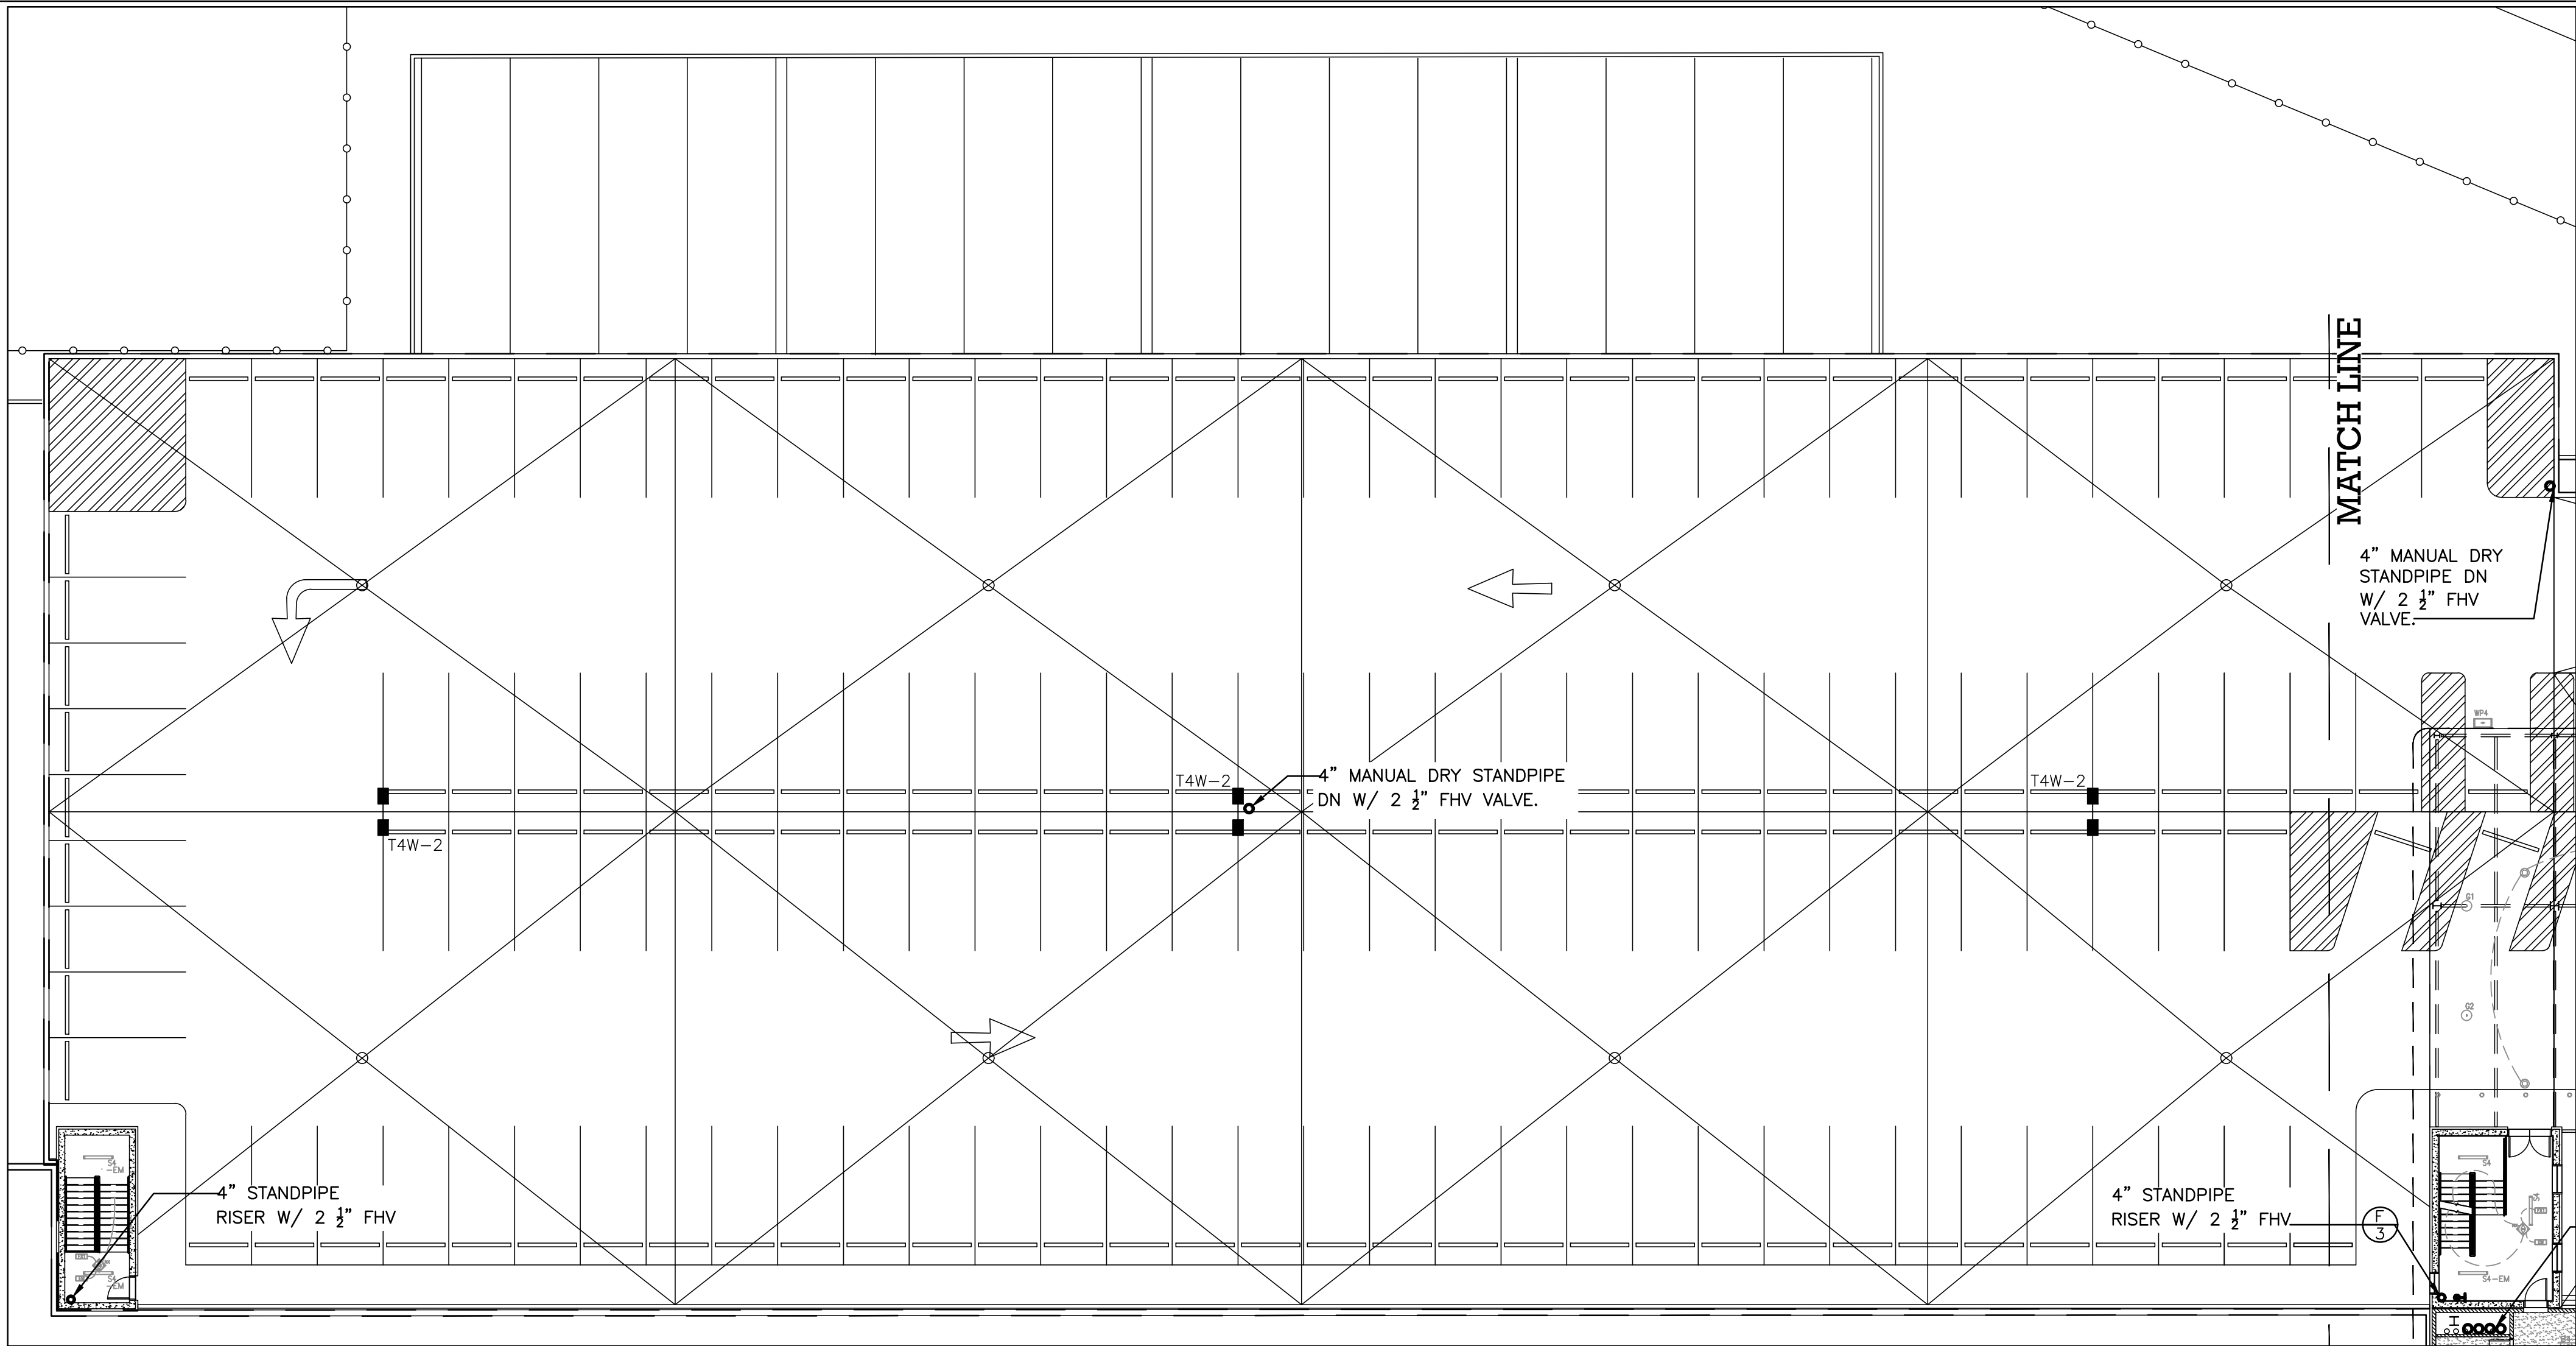 MATCH LINE
4” MANUAL DRY
STANDPIPE DN
W/ 2 ½” FHV
VALVE.
WP4
T4W-2
4” MANUAL DRY STANDPIPE
DN W/ 2 ½” FHV VALVE.
T4W-2
T4W-2
G1
G2
S4
-EM
4” STANDPIPE
RISER W/ 2 ½” FHV
S4
-EM
4” STANDPIPE
RISER W/ 2 ½” FHV
F
3
S4
S4
S4-EM